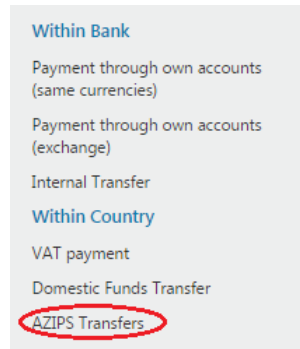 Within Bank
Payment through own accounts
(same currencies)
Payment through own accounts
(exchange)
Internal Transfer
Within Country
VAT payment
Domestic Funds Transfer
AZIPS Transfers